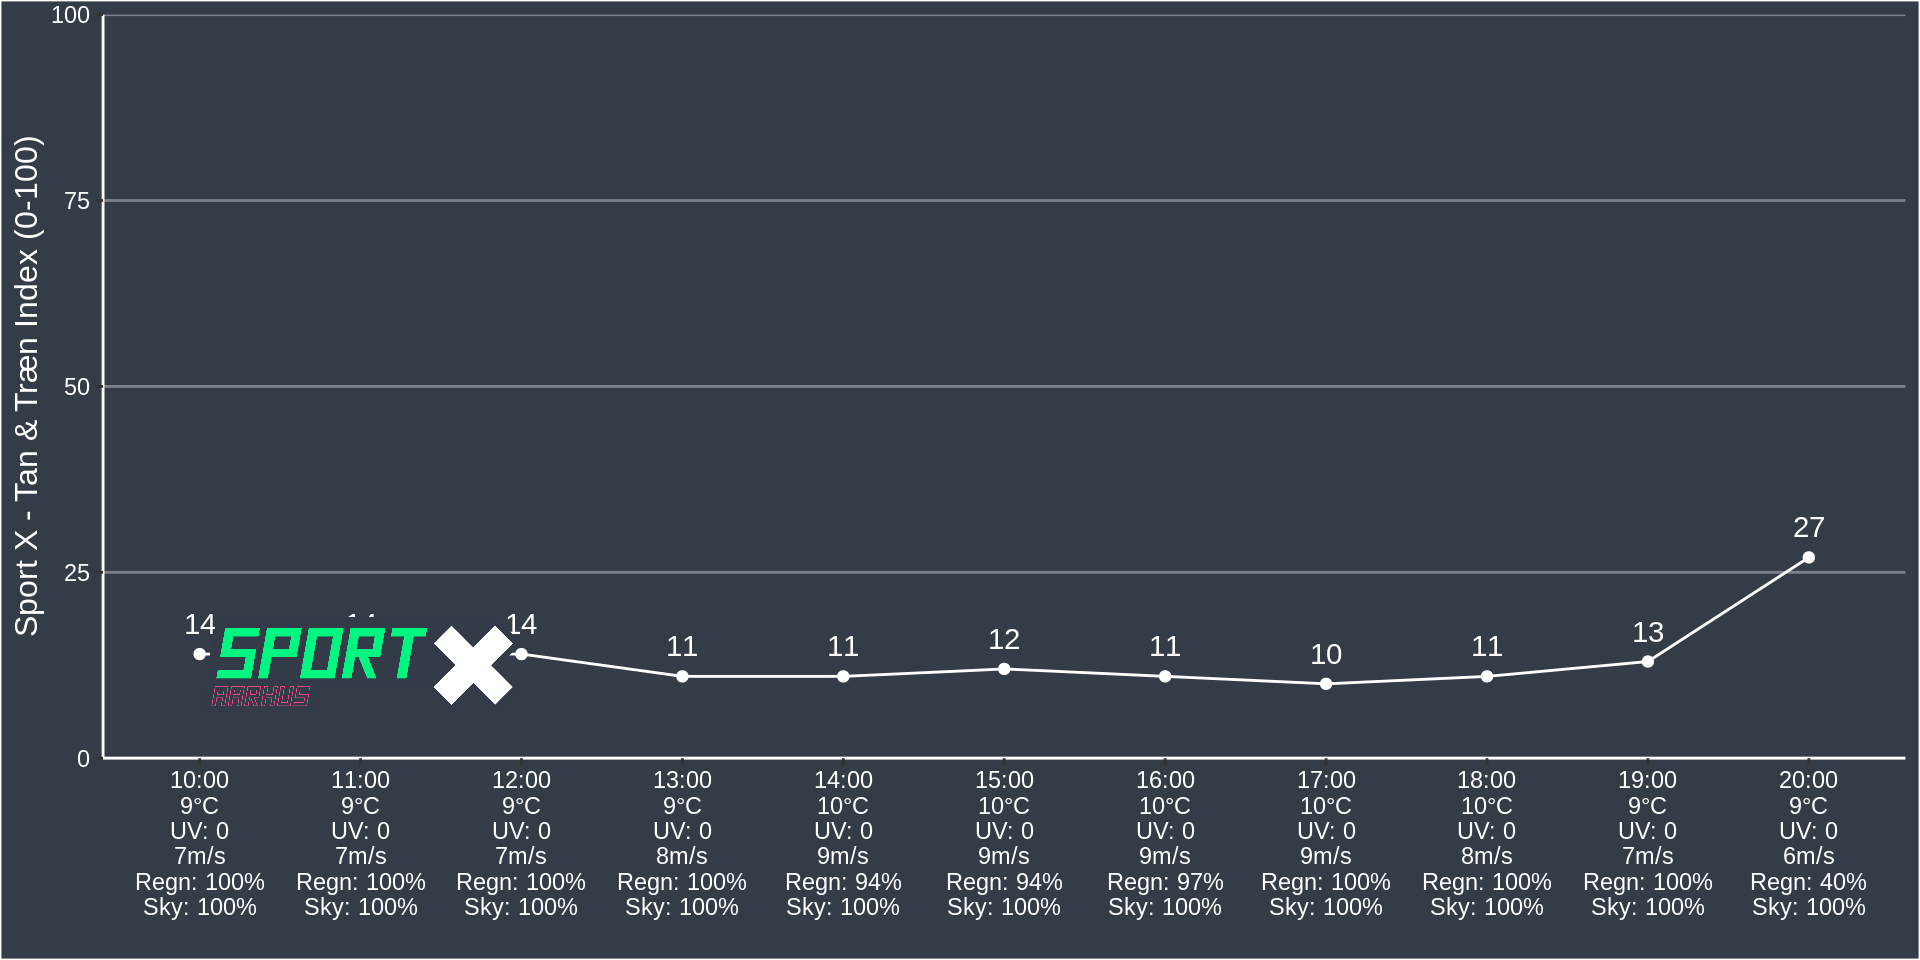 Sport X - Tan & Træn Index (0-100)
100
75
50
25
0
14
14
11
11
12
11
10
11
13
27
SPORT X
AARHUS
10:00 11:00 12:00 13:00 14:00 15:00 16:00 17:00 18:00 19:00 20:00
9°C 9°C 9°C 9°C 10°C 10°C 10°C 10°C 10°C 9°C 9°C
UV: 0 UV: 0 UV: 0 UV: 0 UV: 0 UV: 0 UV: 0 UV: 0 UV: 0 UV: 0 UV: 0
7m/s 7m/s 7m/s 8m/s 9m/s 9m/s 9m/s 9m/s 8m/s 7m/s 6m/s
Regn: 100% Regn: 100% Regn: 100% Regn: 100% Regn: 94% Regn: 94% Regn: 97% Regn: 100% Regn: 100% Regn: 100% Regn: 40%
Sky: 100% Sky: 100% Sky: 100% Sky: 100% Sky: 100% Sky: 100% Sky: 100% Sky: 100% Sky: 100% Sky: 100% Sky: 100%